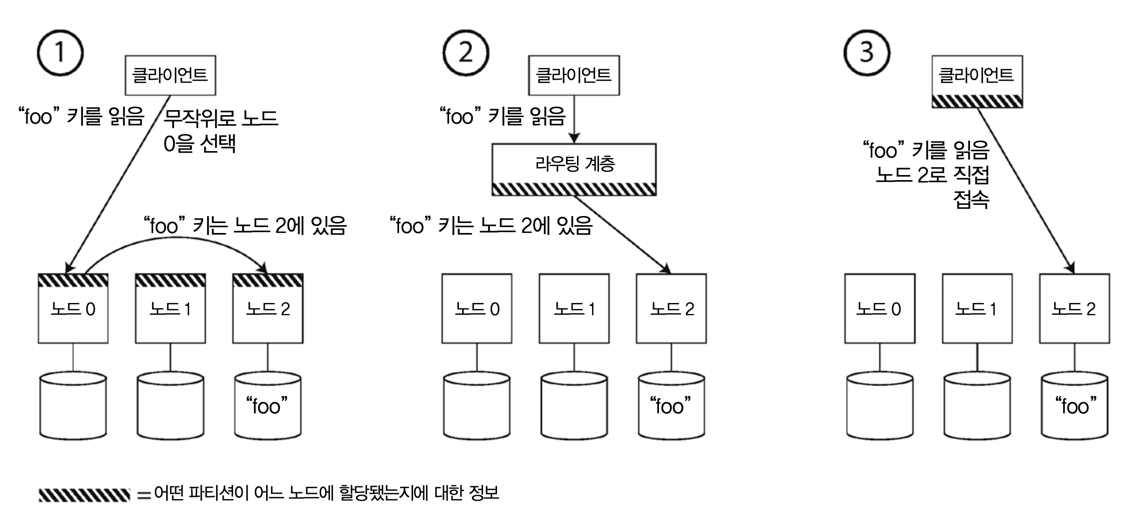 ①
클라이언트
“foo” 키를 읽음
무작위로 노드
0을 선택
“foo” 키는 노드 2에 있음
노드 0
노드 1
노드 2
“foo”
②
클라이언트
“foo” 키를 읽음
라우팅 계층
“foo” 키는 노드 2에 있음
노드 0
노드 1
노드 2
“foo”
③
클라이언트
“foo” 키를 읽음
노드 2로 직접
접속
노드 0
노드 1
노드 2
“foo”
= 어떤 파티션이 어느 노드에 할당됐는지에 대한 정보